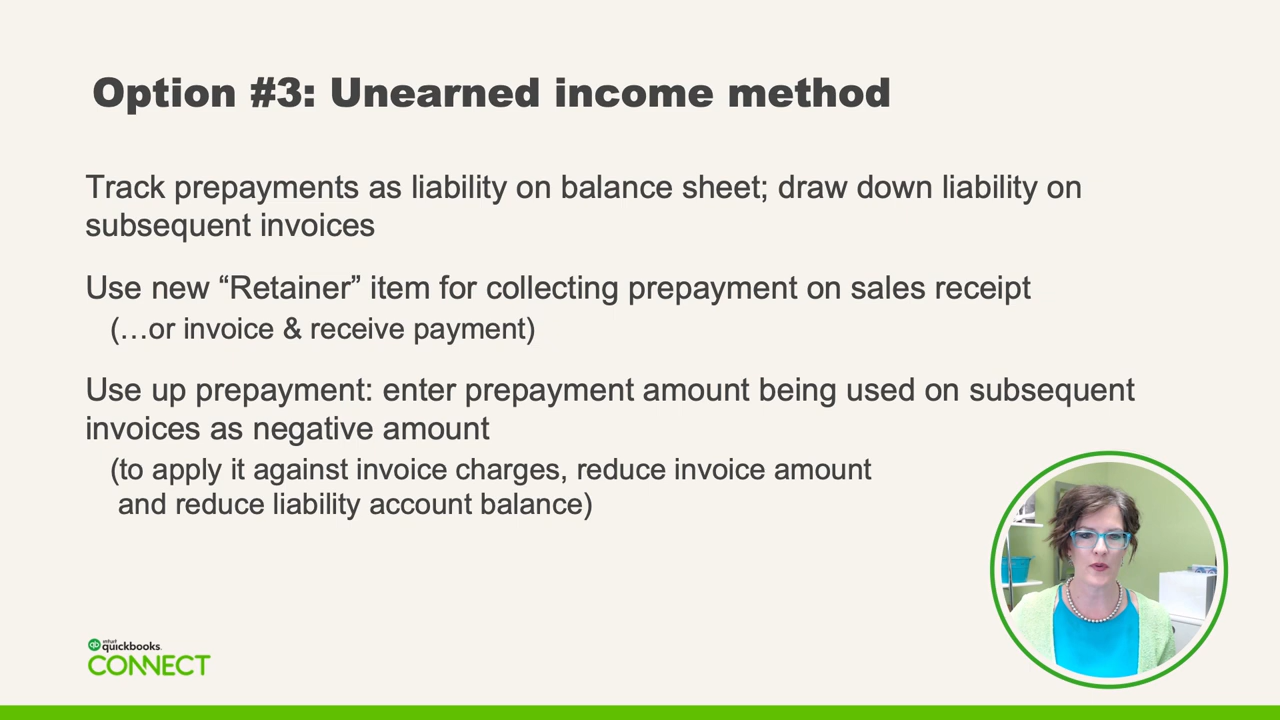 Option #3: Unearned income method
Track prepayments as liability on balance sheet; draw down liability on
subsequent invoices
Use new “Retainer” item for collecting prepayment on sales receipt
(…or invoice & receive payment)
Use up prepayment: enter prepayment amount being used on subsequent
invoices as negative amount
(to apply it against invoice charges, reduce invoice amount
and reduce liability account balance)
intuit
qb quickbooks.
CONNECT